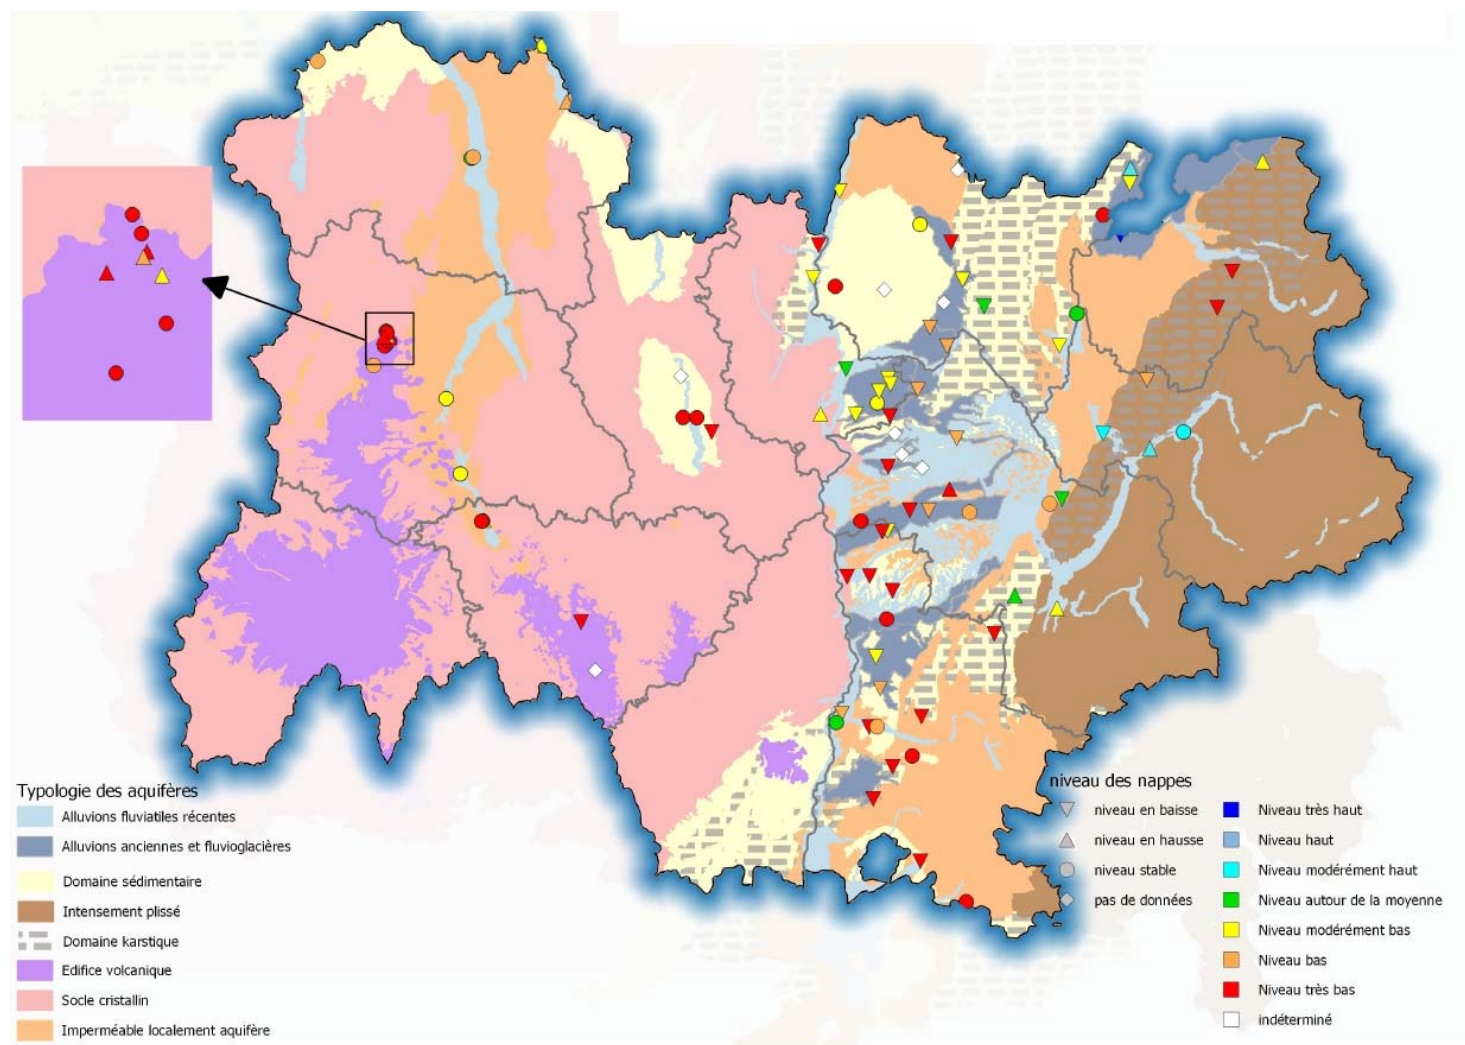 Typologie des aquifères
Alluvions fluviatiles récentes
Alluvions anciennes et fluvioglacières
Domaine sédimentaire
Intensement plissé
Domaine karstique
Edifice volcanique
Socle cristallin
Imperméable localement aquifère
niveau des nappes
niveau en baisse
niveau en hausse
niveau stable
pas de données
Niveau très haut
Niveau haut
Niveau modérément haut
Niveau autour de la moyenne
Niveau modérément bas
Niveau bas
Niveau très bas
indéterminé